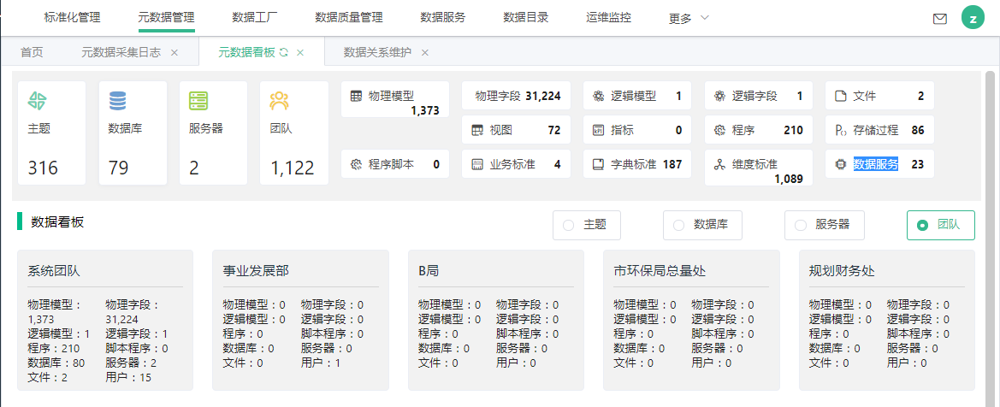 标准化管理 元数据管理 数据工厂 数据质量管理 数据服务 数据目录 运维监控 更多 z
首页 元数据采集日志 × 元数据看板 × 数据关系维护 ×
主题 316
数据库 79
服务器 2
团队 1,122
物理模型 1,373
物理字段 31,224
逻辑模型 1
逻辑字段 1
文件 2
视图 72
KPI 指标 0
程序 210
P() 存储过程 86
程序脚本 0
业务标准 4
字典标准 187
维度标准 1,089
数据服务 23
数据看板 主题 数据库 服务器 团队
系统团队
物理模型: 物理字段:
1,373 31,224
逻辑模型:1 逻辑字段:1
程序:210 脚本程序:0
数据库:80 服务器:2
文件:2 用户:15
事业发展部
物理模型:0 物理字段:0
逻辑模型:0 逻辑字段:0
程序:0 脚本程序:0
数据库:0 服务器:0
文件:0 用户:1
B局
物理模型:0 物理字段:0
逻辑模型:0 逻辑字段:0
程序:0 脚本程序:0
数据库:0 服务器:0
文件:0 用户:0
市环保局总量处
物理模型:0 物理字段:0
逻辑模型:0 逻辑字段:0
程序:0 脚本程序:0
数据库:0 服务器:0
文件:0 用户:0
规划财务处
物理模型:0 物理字段:0
逻辑模型:0 逻辑字段:0
程序:0 脚本程序:0
数据库:0 服务器:0
文件:0 用户:0